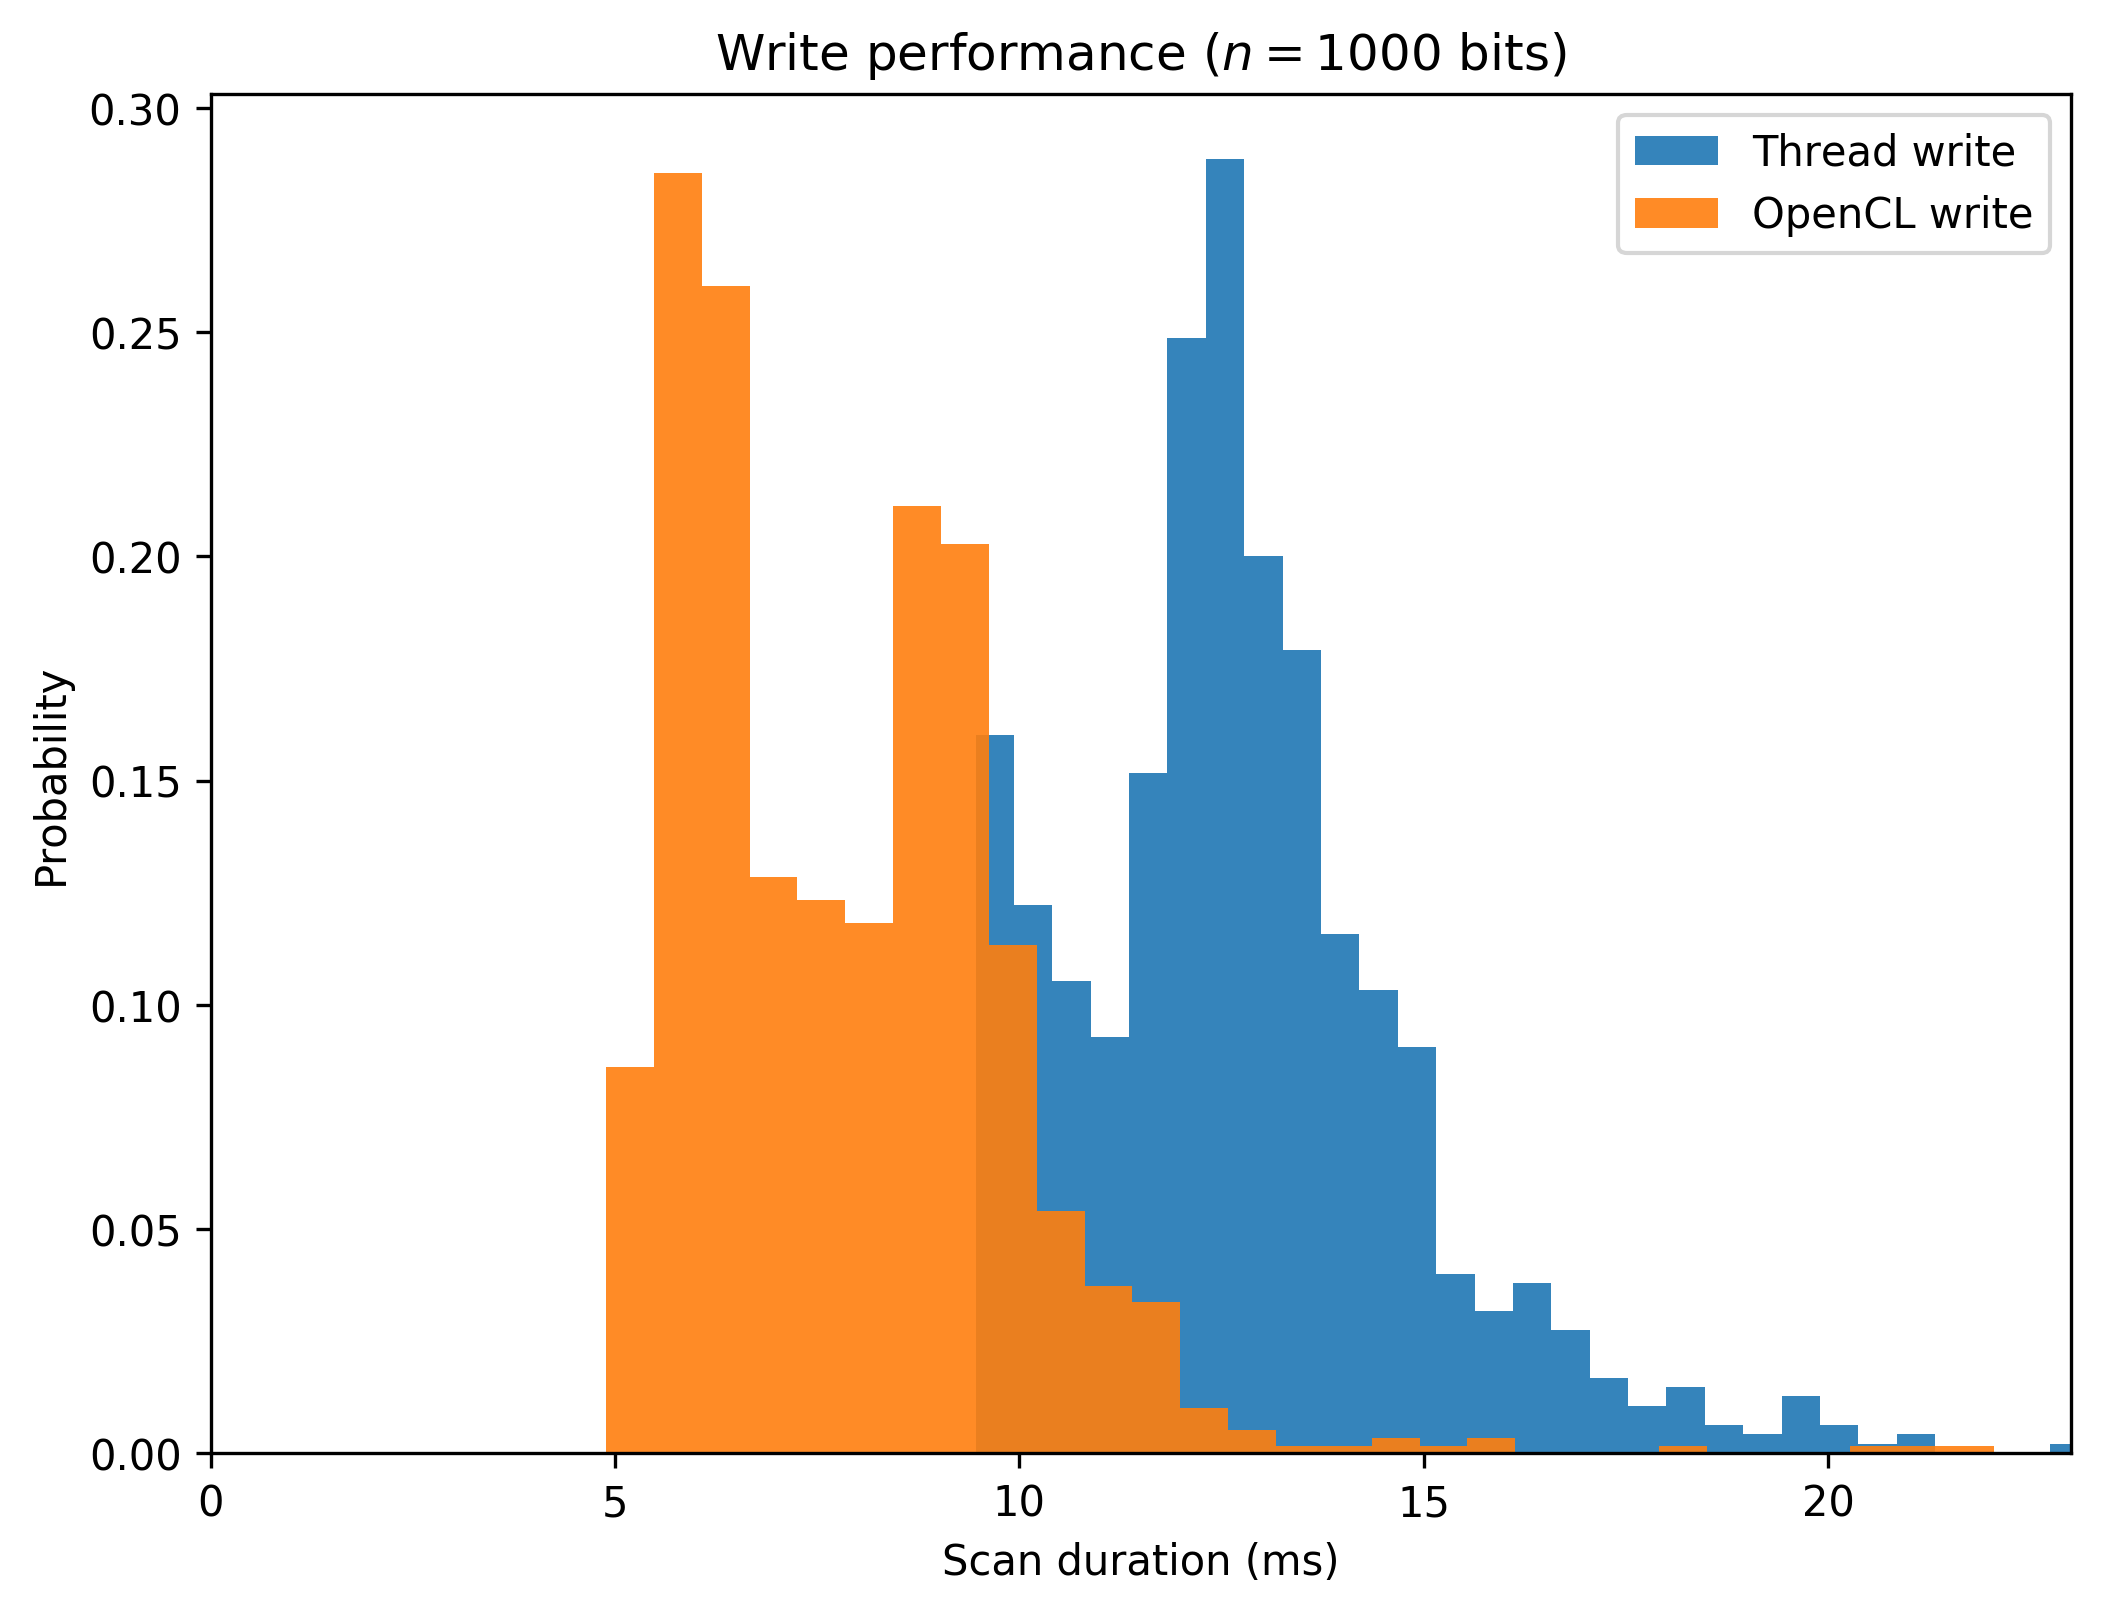 Write performance (n = 1000 bits)
Thread write
OpenCL write
Probability
0.30
0.25
0.20
0.15
0.10
0.05
0.00
0 5 10 15 20
Scan duration (ms)